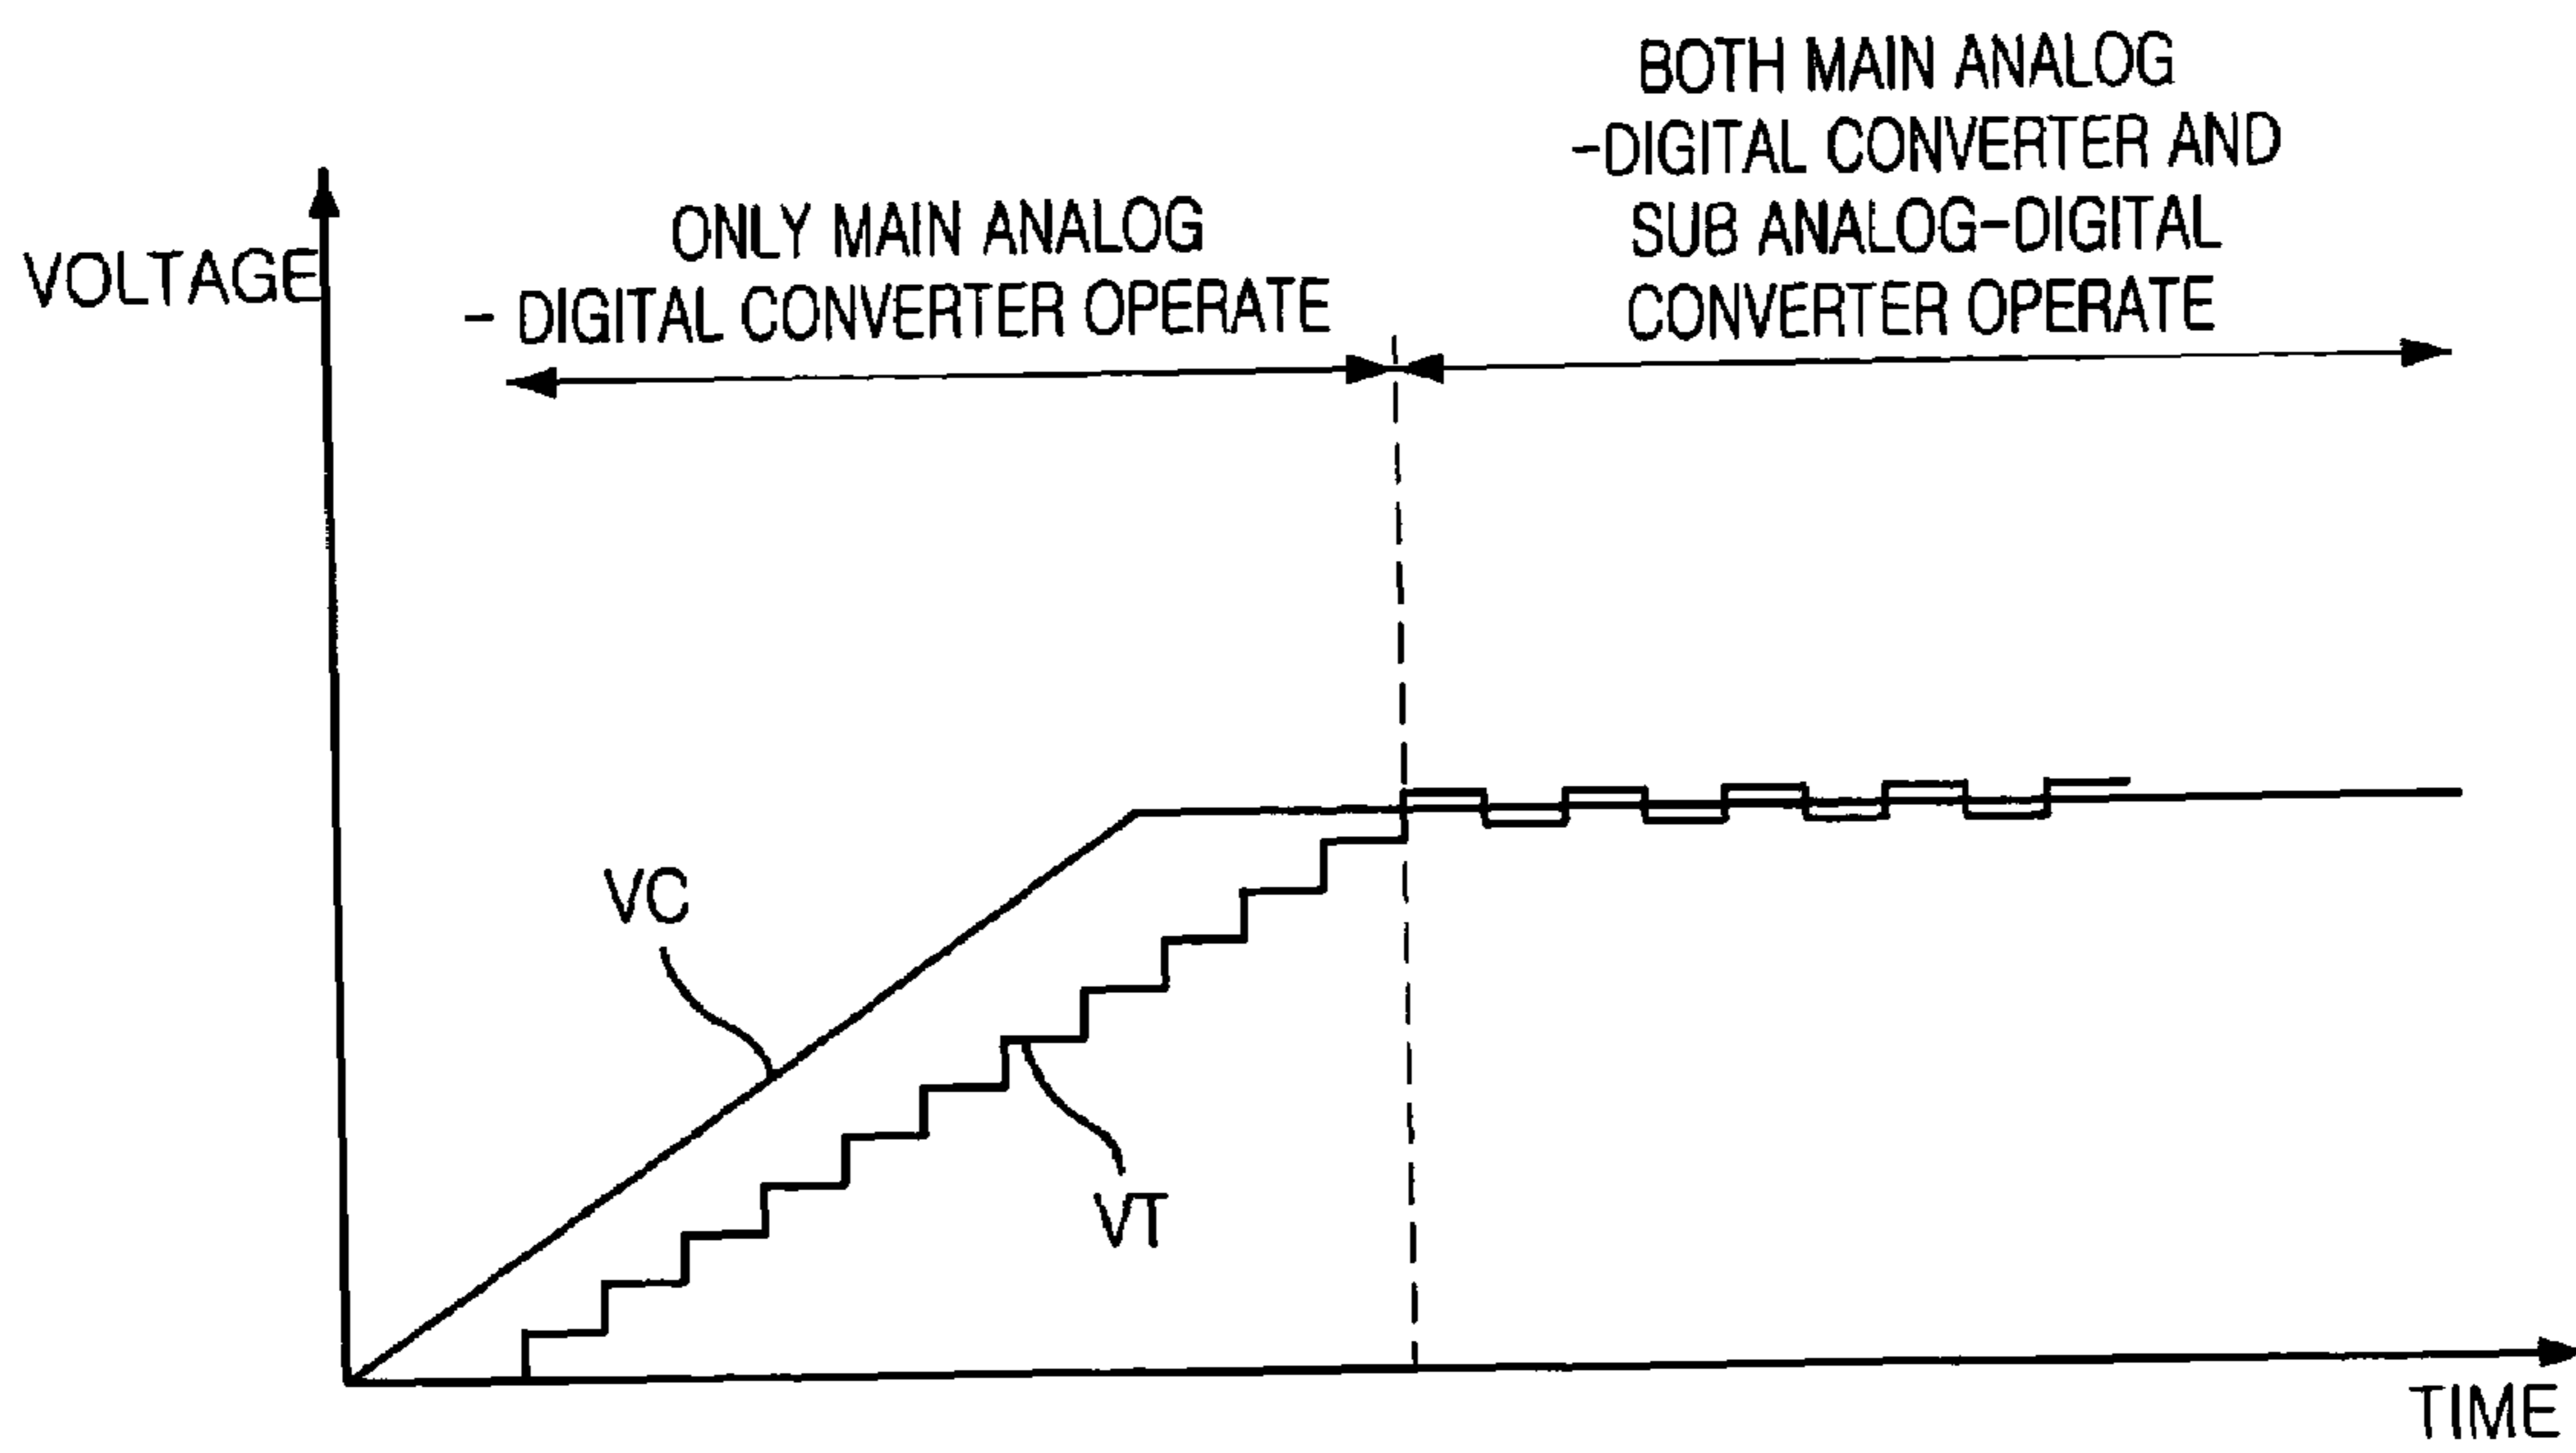 BOTH MAIN ANALOG
-DIGITAL CONVERTER AND
SUB ANALOG-DIGITAL
CONVERTER OPERATE
ONLY MAIN ANALOG
- DIGITAL CONVERTER OPERATE
VOLTAGE
VC
VT
TIME